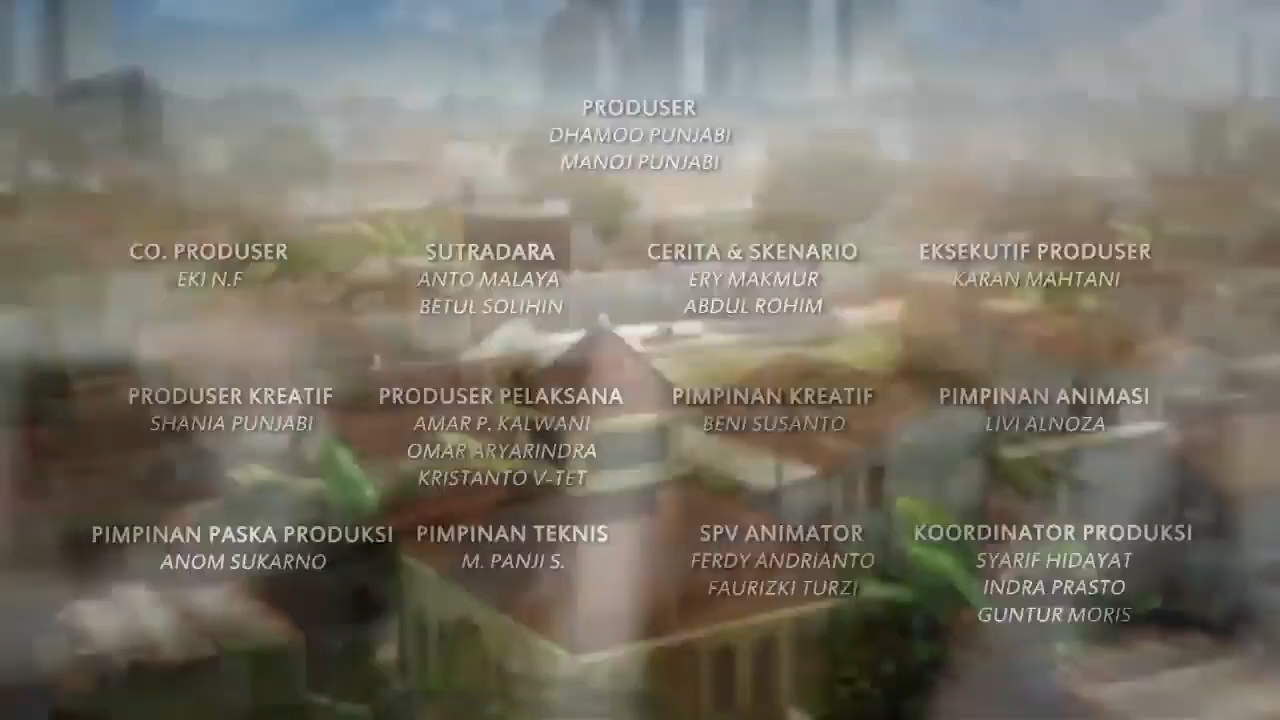 PRODUSER
DHAMOO PUNJABI
MANOJ PUNJABI
CO. PRODUSER
EKI N.F
SUTRADARA
ANTO MALAYA
BETUL SOLIHIN
CERITA & SKENARIO
ERY MAKMUR
ABDUL ROHIM
EKSEKUTIF PRODUSER
KARAN MAHTANI
PRODUSER KREATIF
SHANIA PUNJABI
PRODUSER PELAKSANA
AMAR P. KALWANI
OMAR ARYARINDRA
KRISTANTO V-TET
PIMPINAN KREATIF
BENI SUSANTO
PIMPINAN ANIMASI
LIVI ALNOZA
PIMPINAN PASKA PRODUKSI
ANOM SUKARNO
PIMPINAN TEKNIS
M. PANJI S.
SPV ANIMATOR
FERDY ANDRIANTO
FAURIZKI TURZI
KOORDINATOR PRODUKSI
SYARIF HIDAYAT
INDRA PRASTO
GUNTUR MORIS